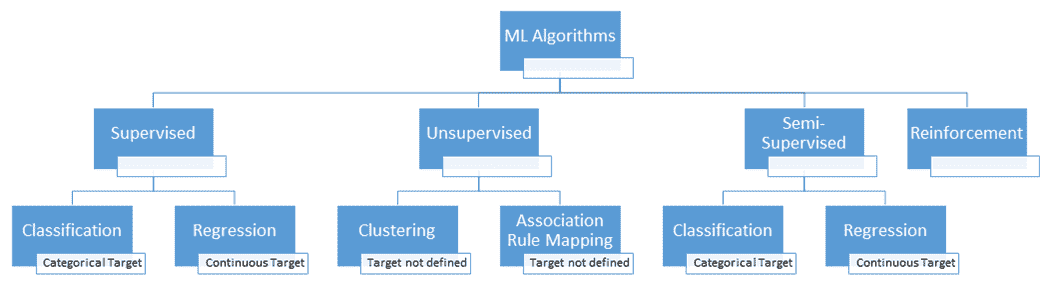 ML Algorithms
Supervised
Unsupervised
Semi-
Supervised
Reinforcement
Classification
Categorical Target
Regression
Continuous Target
Clustering
Target not defined
Association
Rule Mapping
Target not defined
Classification
Categorical Target
Regression
Continuous Target